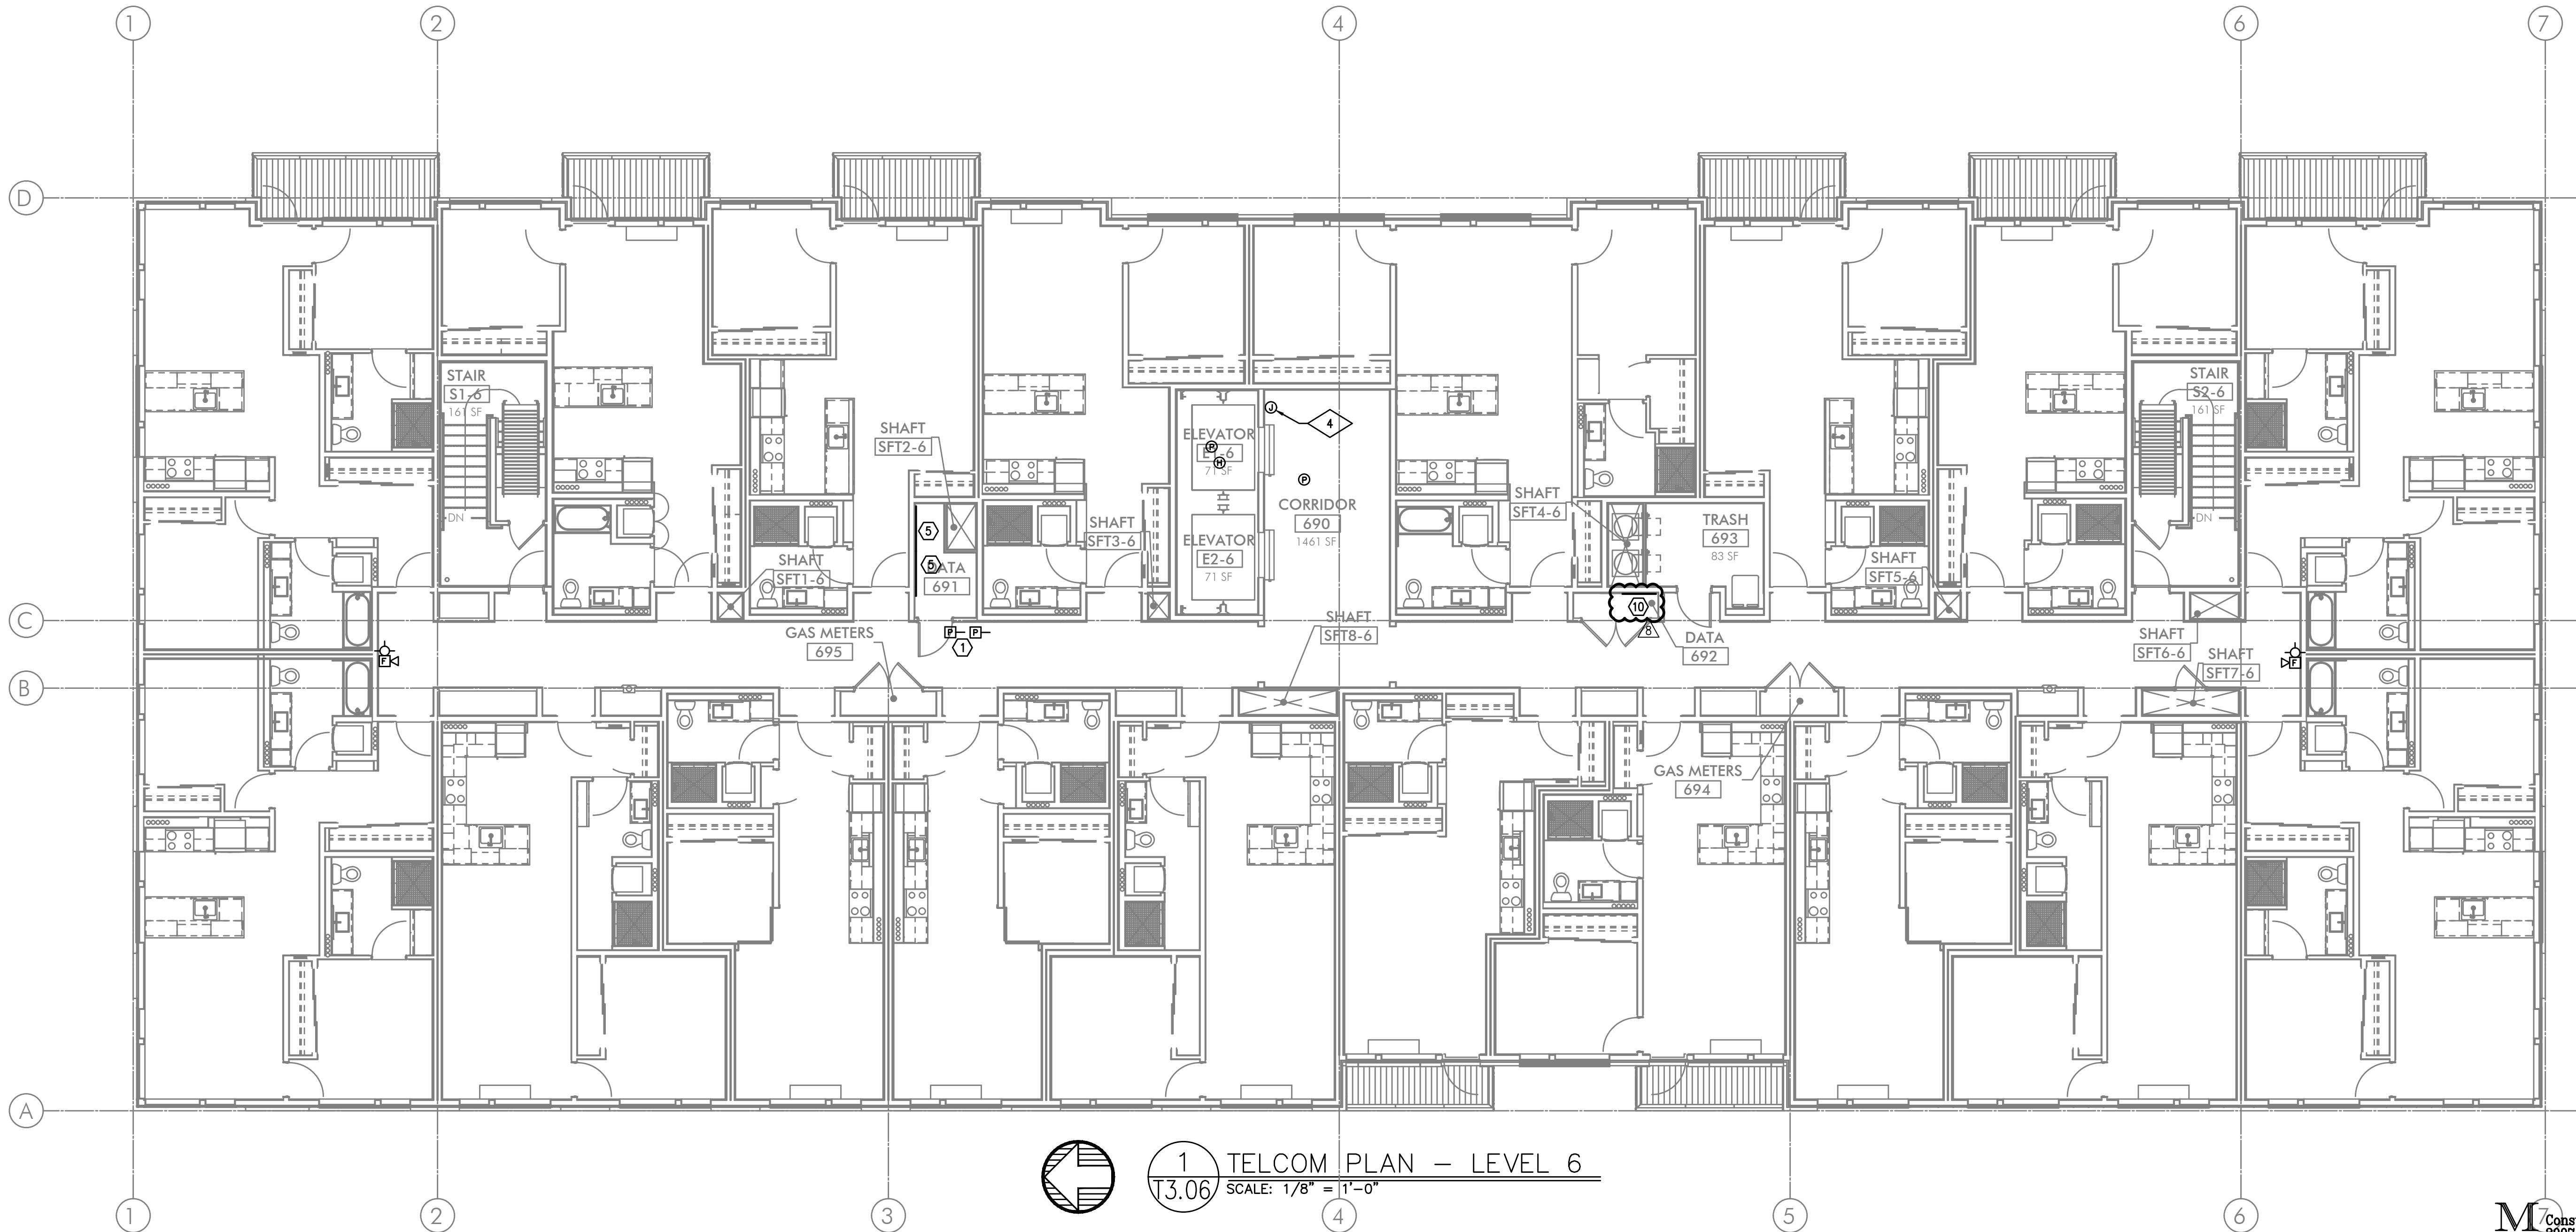 1
2
4
6
7
D
STAIR
S1-6
161 SF
DN
SHAFT
SFT2-6
ELEVATOR
E1-6
71 SF
P
H
J
4
P
CORRIDOR
690
1461 SF
ELEVATOR
E2-6
71 SF
SHAFT
SFT3-6
SHAFT
SFT1-6
5
5
DATA
691
SHAFT
SFT4-6
TRASH
693
83 SF
SHAFT
SFT5-6
STAIR
S2-6
161 SF
DN
C
GAS METERS
695
P P
1
SHAFT
SFT8-6
10
8
DATA
692
SHAFT
SFT6-6
SHAFT
SFT7-6
F
F
B
GAS METERS
694
A
1
T3.06
TELCOM PLAN – LEVEL 6
SCALE: 1/8" = 1'-0"
1
2
3
4
5
6
7
M Cons